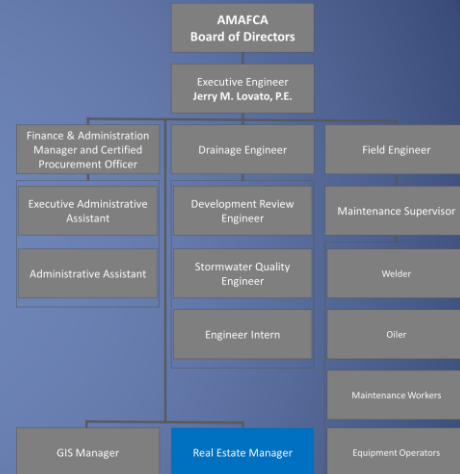 AMAFCA
Board of Directors
Executive Engineer
Jerry M. Lovato, P.E.
Finance & Administration
Manager and Certified
Procurement Officer
Drainage Engineer
Field Engineer
Executive Administrative
Assistant
Development Review
Engineer
Maintenance Supervisor
Administrative Assistant
Stormwater Quality
Engineer
Welder
Engineer Intern
Oiler
Maintenance Workers
GIS Manager
Real Estate Manager
Equipment Operators